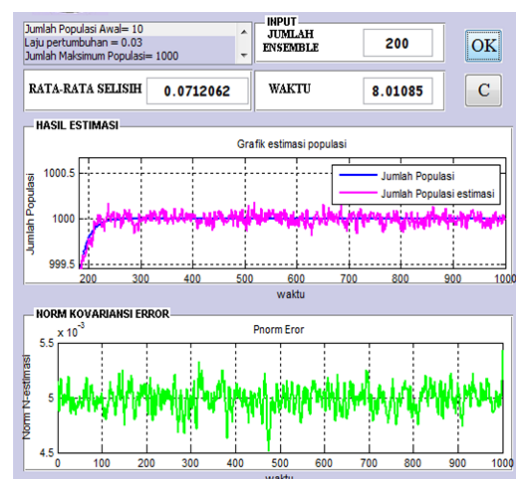 Jumlah Populasi Awal= 10
Laju pertumbuhan = 0.03
Jumlah Maksimum Populasi= 1000
INPUT
JUMLAH
ENSEMBLE
200
OK
RATA-RATA SELISIH
0.0712062
WAKTU
8.01085
C
HASIL ESTIMASI
Grafik estimasi populasi
Jumlah Populasi
1000.5
1000
999.5
Jumlah Populasi
Jumlah Populasi estimasi
200 300 400 500 600 700 800 900 1000
waktu
NORM KOVARIANSI ERROR
x 10⁻³
Pnorm Eror
Norm N-estimasi
5.5
5
4.5
0 100 200 300 400 500 600 700 800 900 1000
waktu